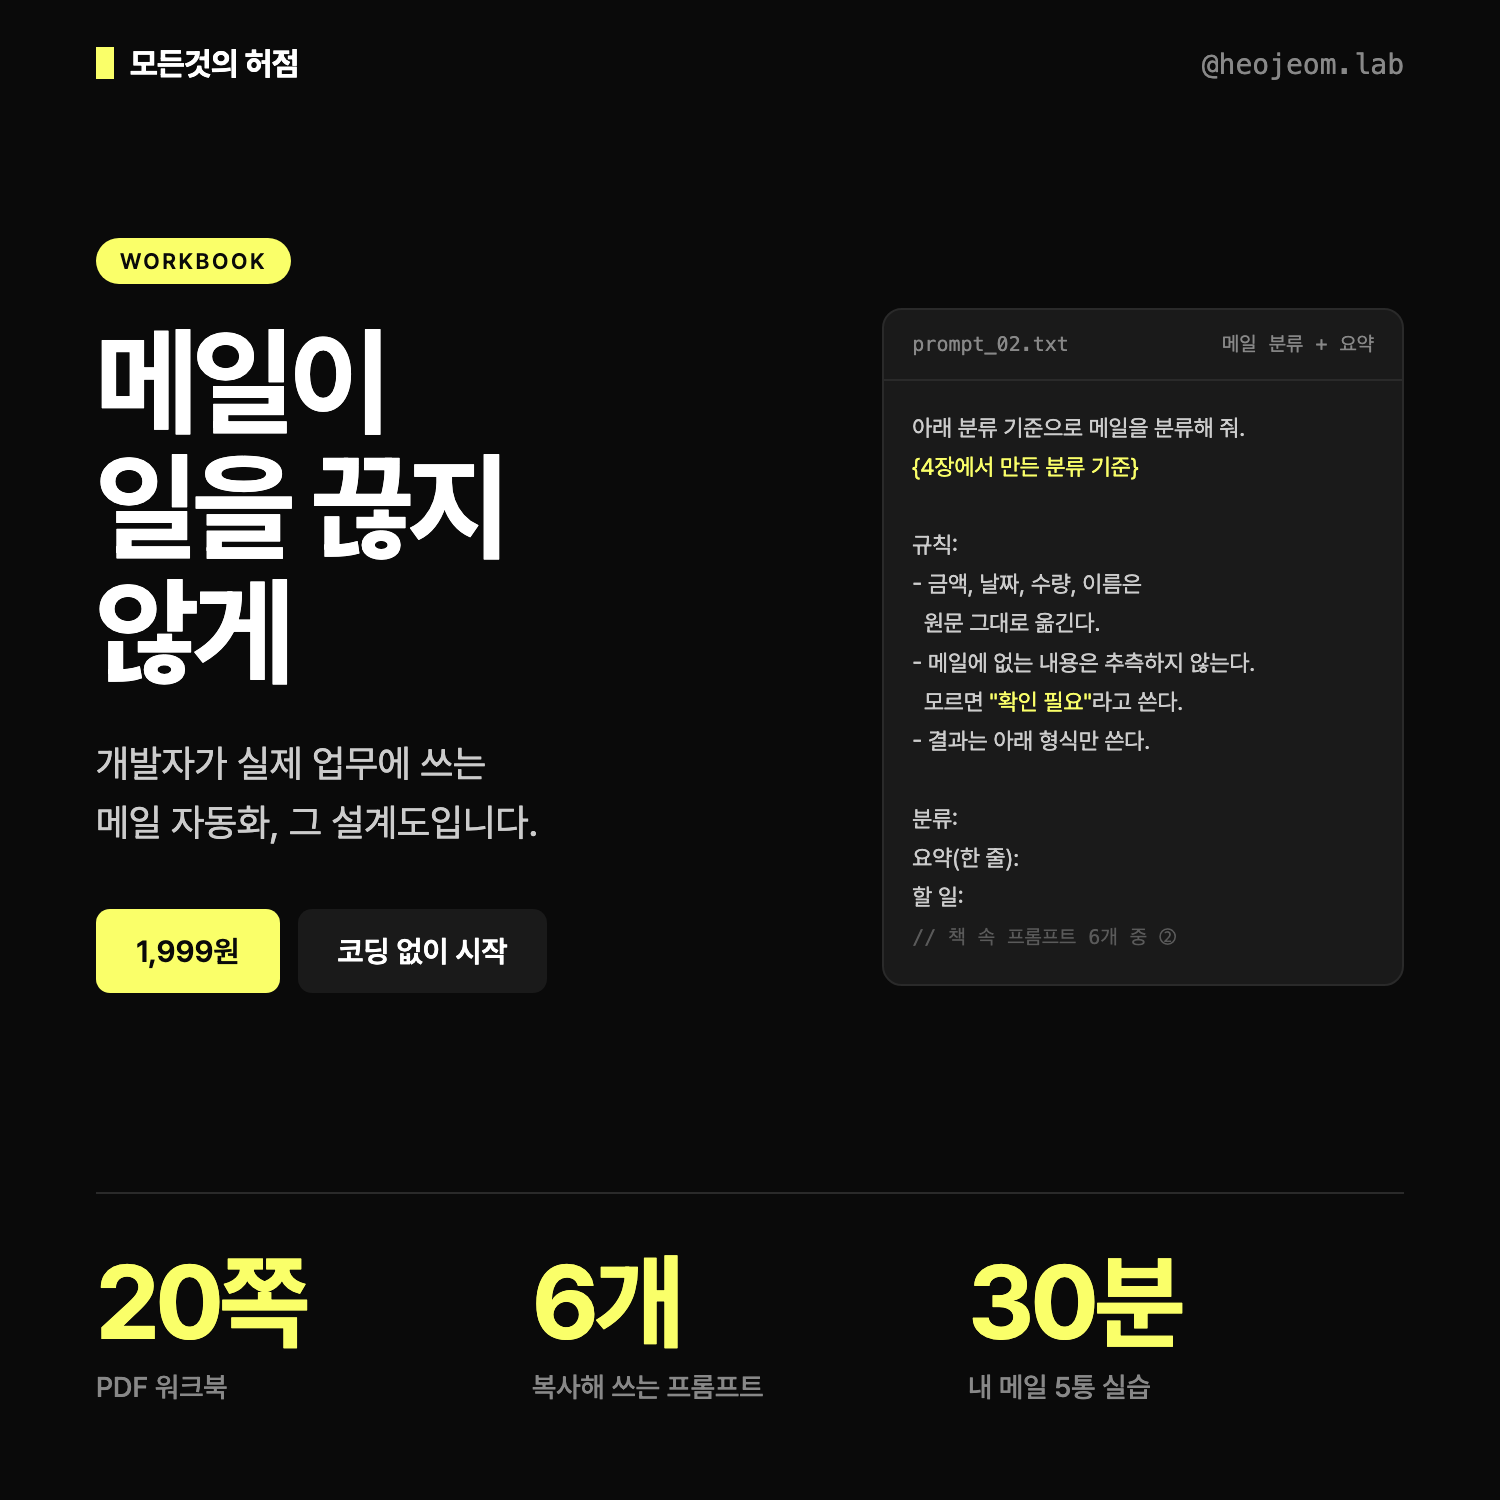 모든것의 허점
@heojeom.lab
WORKBOOK
메일이
일을 끊지
않게
개발자가 실제 업무에 쓰는
메일 자동화, 그 설계도입니다.
1,999원
코딩 없이 시작
prompt_02.txt
메일 분류 + 요약
아래 분류 기준으로 메일을 분류해 줘.
{4장에서 만든 분류 기준}
규칙:
- 금액, 날짜, 수량, 이름은
원문 그대로 옮긴다.
- 메일에 없는 내용은 추측하지 않는다.
모르면 "확인 필요"라고 쓴다.
- 결과는 아래 형식만 쓴다.
분류:
요약(한 줄):
할 일:
// 책 속 프롬프트 6개 중 ②
20쪽
PDF 워크북
6개
복사해 쓰는 프롬프트
30분
내 메일 5통 실습